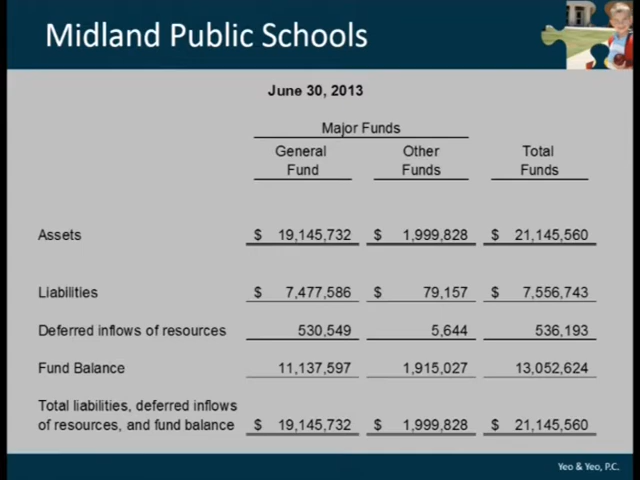 Midland Public Schools
June 30, 2013
Major Funds
General Other Total
Fund Funds Funds
Assets $ 19,145,732 $ 1,999,828 $ 21,145,560
Liabilities $ 7,477,586 $ 79,157 $ 7,556,743
Deferred inflows of resources 530,549 5,644 536,193
Fund Balance 11,137,597 1,915,027 13,052,624
Total liabilities, deferred inflows
of resources, and fund balance $ 19,145,732 $ 1,999,828 $ 21,145,560
Yeo & Yeo, P.C.